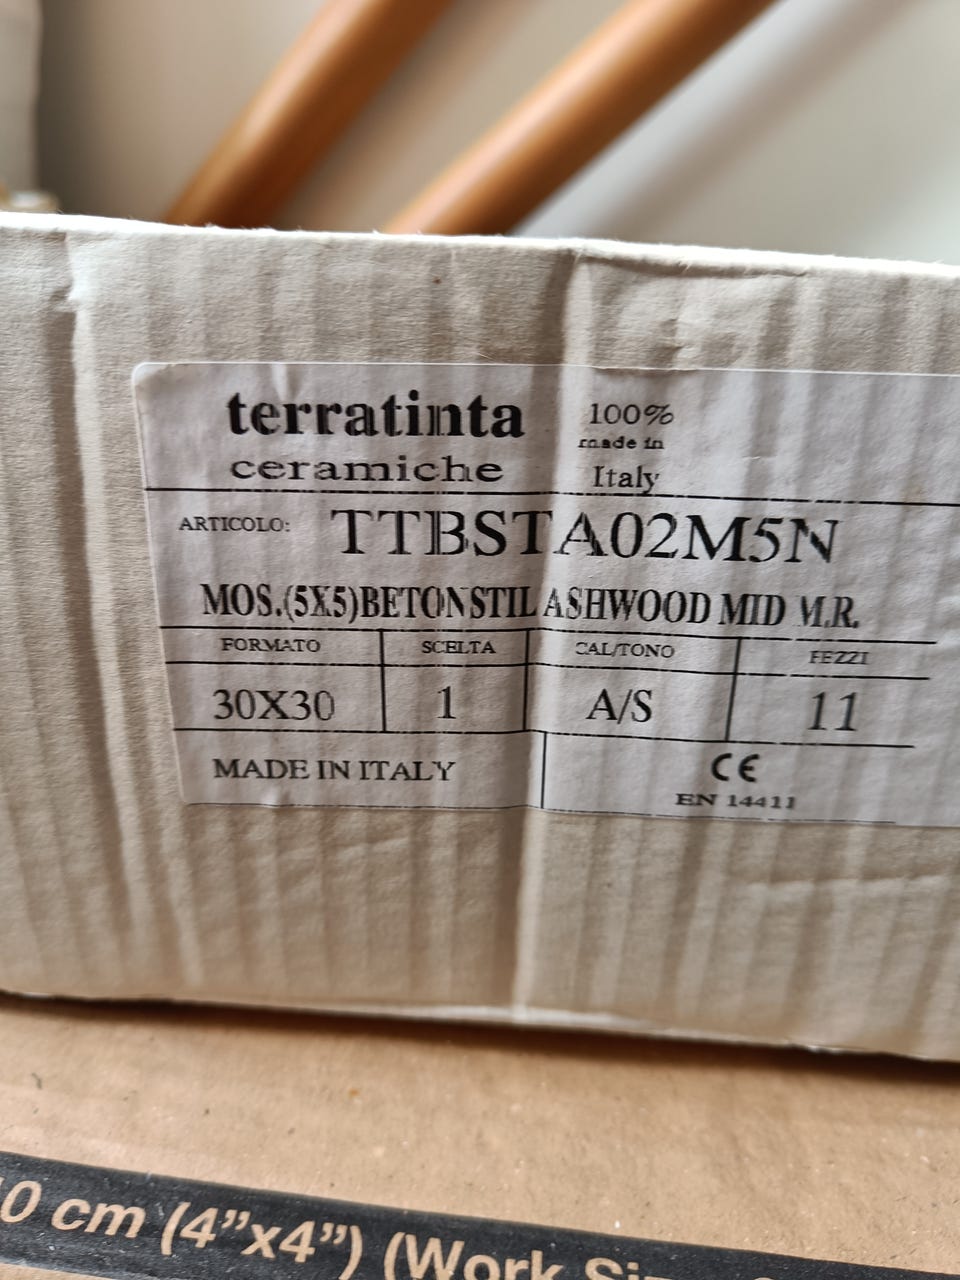 terratinta
ceramiche
100%
made in
Italy
ARTICOLO: TTBSTA02M5N
MOS.(5X5)BETONSTIL ASHWOOD MID M.R.
FORMATO SCELTA CAL/TONO PEZZI
30X30 1 A/S 11
MADE IN ITALY
CE
EN 14411
0 cm (4”x4”) (Work